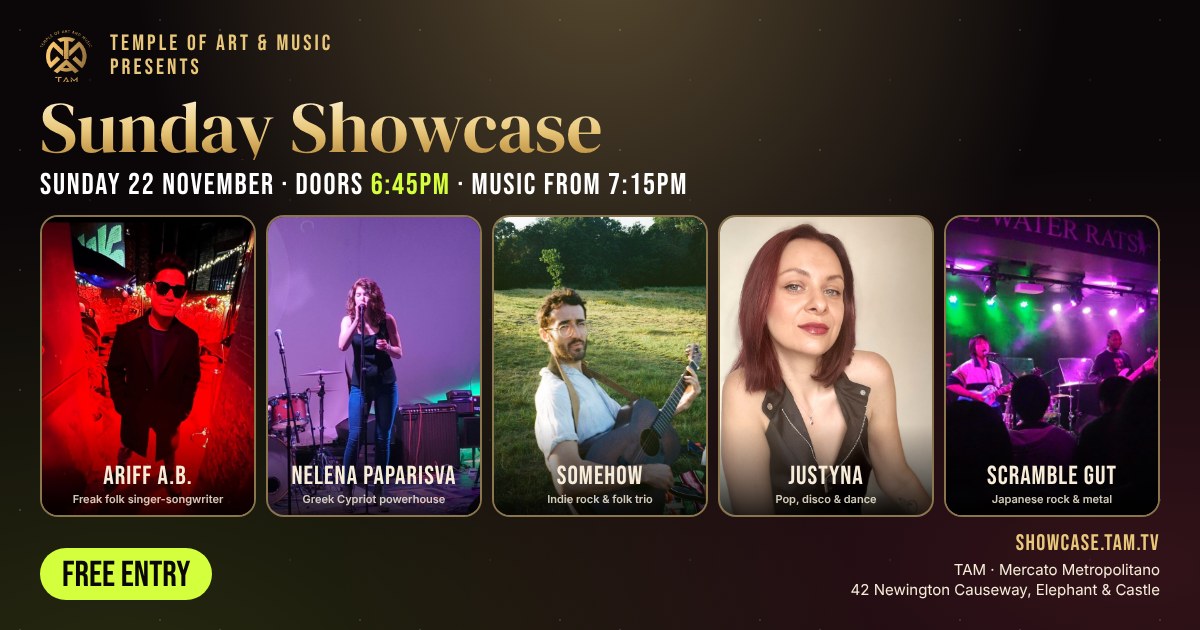 TEMPLE OF ART & MUSIC
PRESENTS
TAM
Sunday Showcase
SUNDAY 22 NOVEMBER · DOORS 6:45PM · MUSIC FROM 7:15PM
WATER RATS
ARIFF A.B.
Freak folk singer-songwriter
NELENA PAPARISVA
Greek Cypriot powerhouse
SOMEHOW
Indie rock & folk trio
JUSTYNA
Pop, disco & dance
SCRAMBLE GUT
Japanese rock & metal
FREE ENTRY
SHOWCASE.TAM.TV
TAM · Mercato Metropolitano
42 Newington Causeway, Elephant & Castle